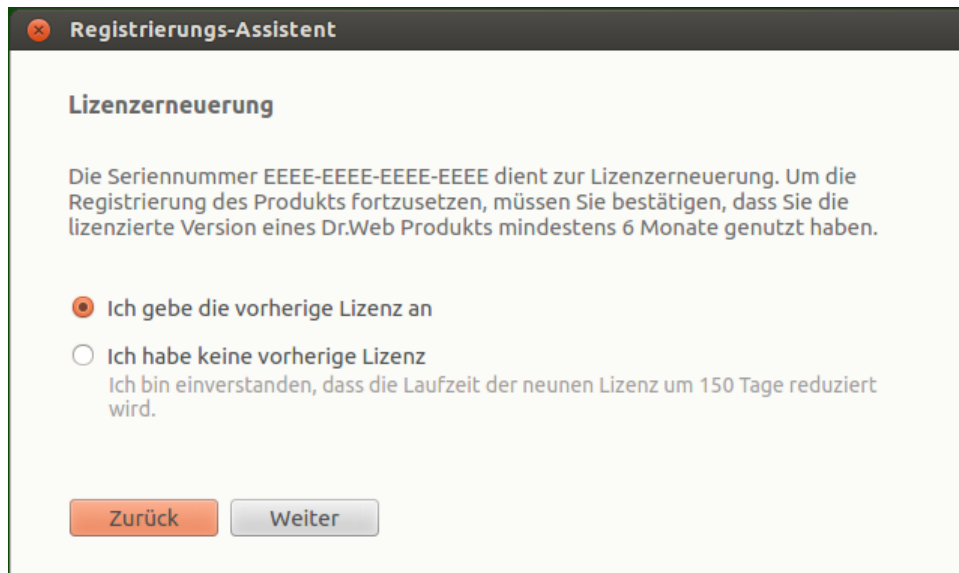 Registrierungs-Assistent
Lizenzerneuerung
Die Seriennummer EEEE-EEEE-EEEE-EEEE dient zur Lizenzerneuerung. Um die
Registrierung des Produkts fortzusetzen, müssen Sie bestätigen, dass Sie die
lizenzierte Version eines Dr.Web Produkts mindestens 6 Monate genutzt haben.
Ich gebe die vorherige Lizenz an
Ich habe keine vorherige Lizenz
Ich bin einverstanden, dass die Laufzeit der neunen Lizenz um 150 Tage reduziert
wird.
Zurück Weiter